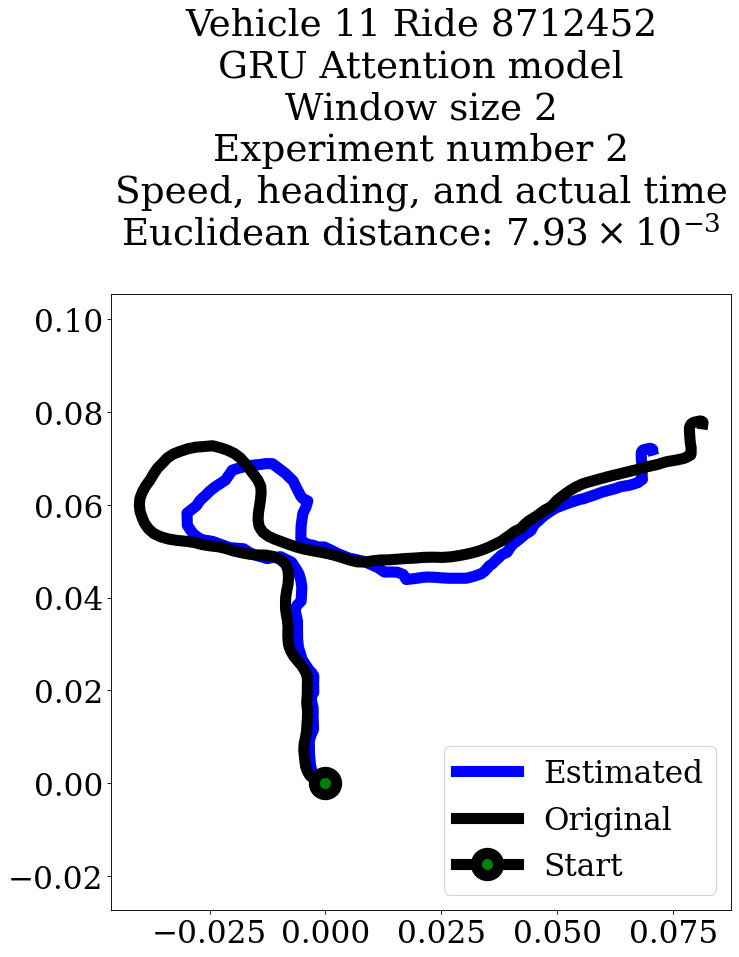 Vehicle 11 Ride 8712452
GRU Attention model
Window size 2
Experiment number 2
Speed, heading, and actual time
Euclidean distance: 7.93 × 10⁻³
0.10
0.08
0.06
0.04
0.02
0.00
−0.02
Estimated
Original
Start
−0.025 0.000 0.025 0.050 0.075